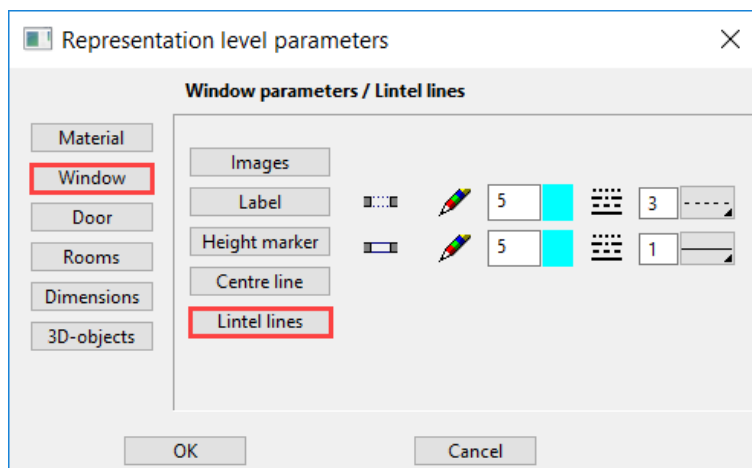 Representation level parameters
Window parameters / Lintel lines
Material
Window
Door
Rooms
Dimensions
3D-objects
Images
Label
Height marker
Centre line
Lintel lines
5
3
5
1
OK
Cancel